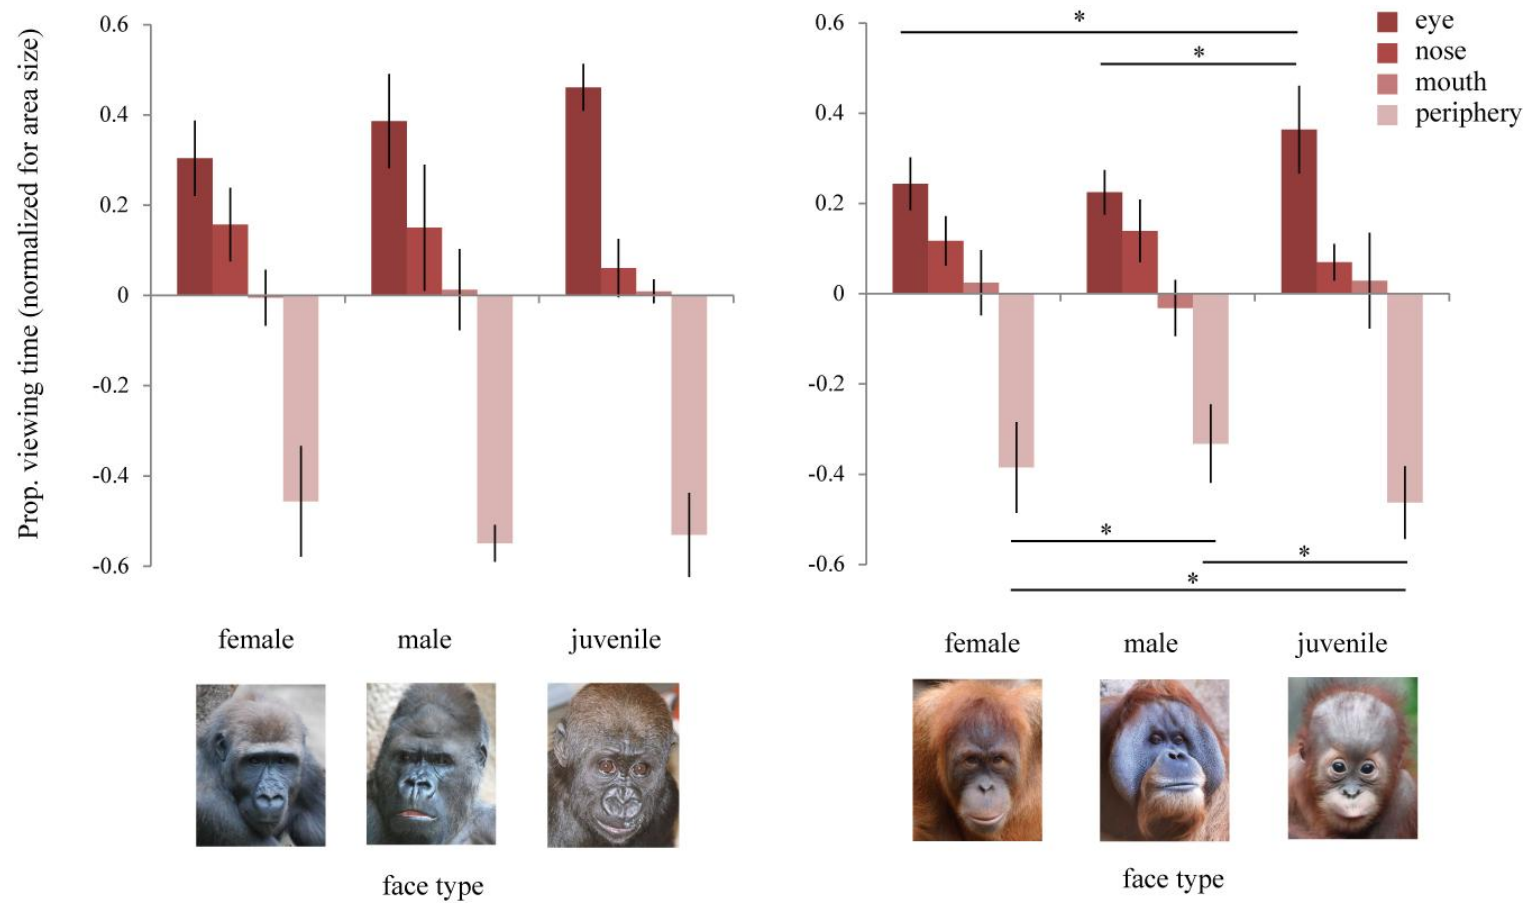 Prop. viewing time (normalized for area size)
0.6
0.4
0.2
0
-0.2
-0.4
-0.6
female male juvenile
face type
0.6
0.4
0.2
0
-0.2
-0.4
-0.6
*
*
*
*
*
eye
nose
mouth
periphery
female male juvenile
face type